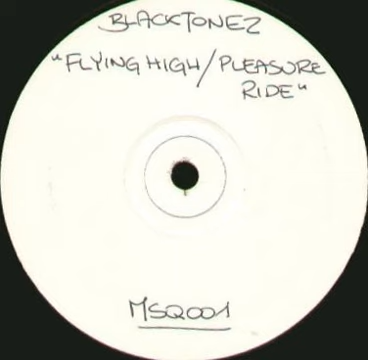 BLACKTONEZ
"FLYING HIGH/PLEASURE
RIDE"
MSQ001